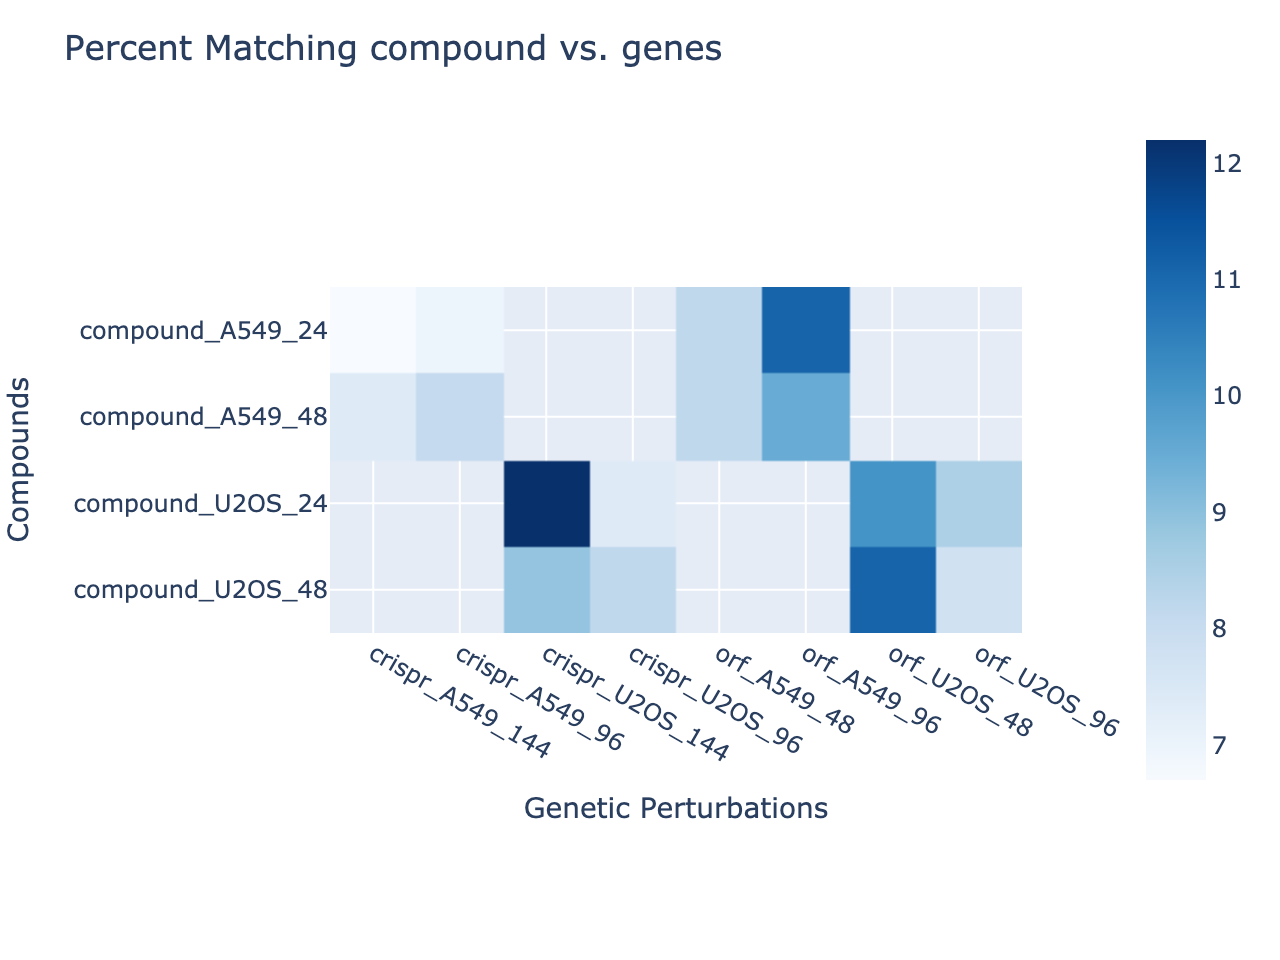 Percent Matching compound vs. genes
Compounds
compound_A549_24
compound_A549_48
compound_U2OS_24
compound_U2OS_48
crispr_A549_144
crispr_A549_96
crispr_U2OS_144
crispr_U2OS_96
orf_A549_48
orf_A549_96
orf_U2OS_48
orf_U2OS_96
Genetic Perturbations
12
11
10
9
8
7